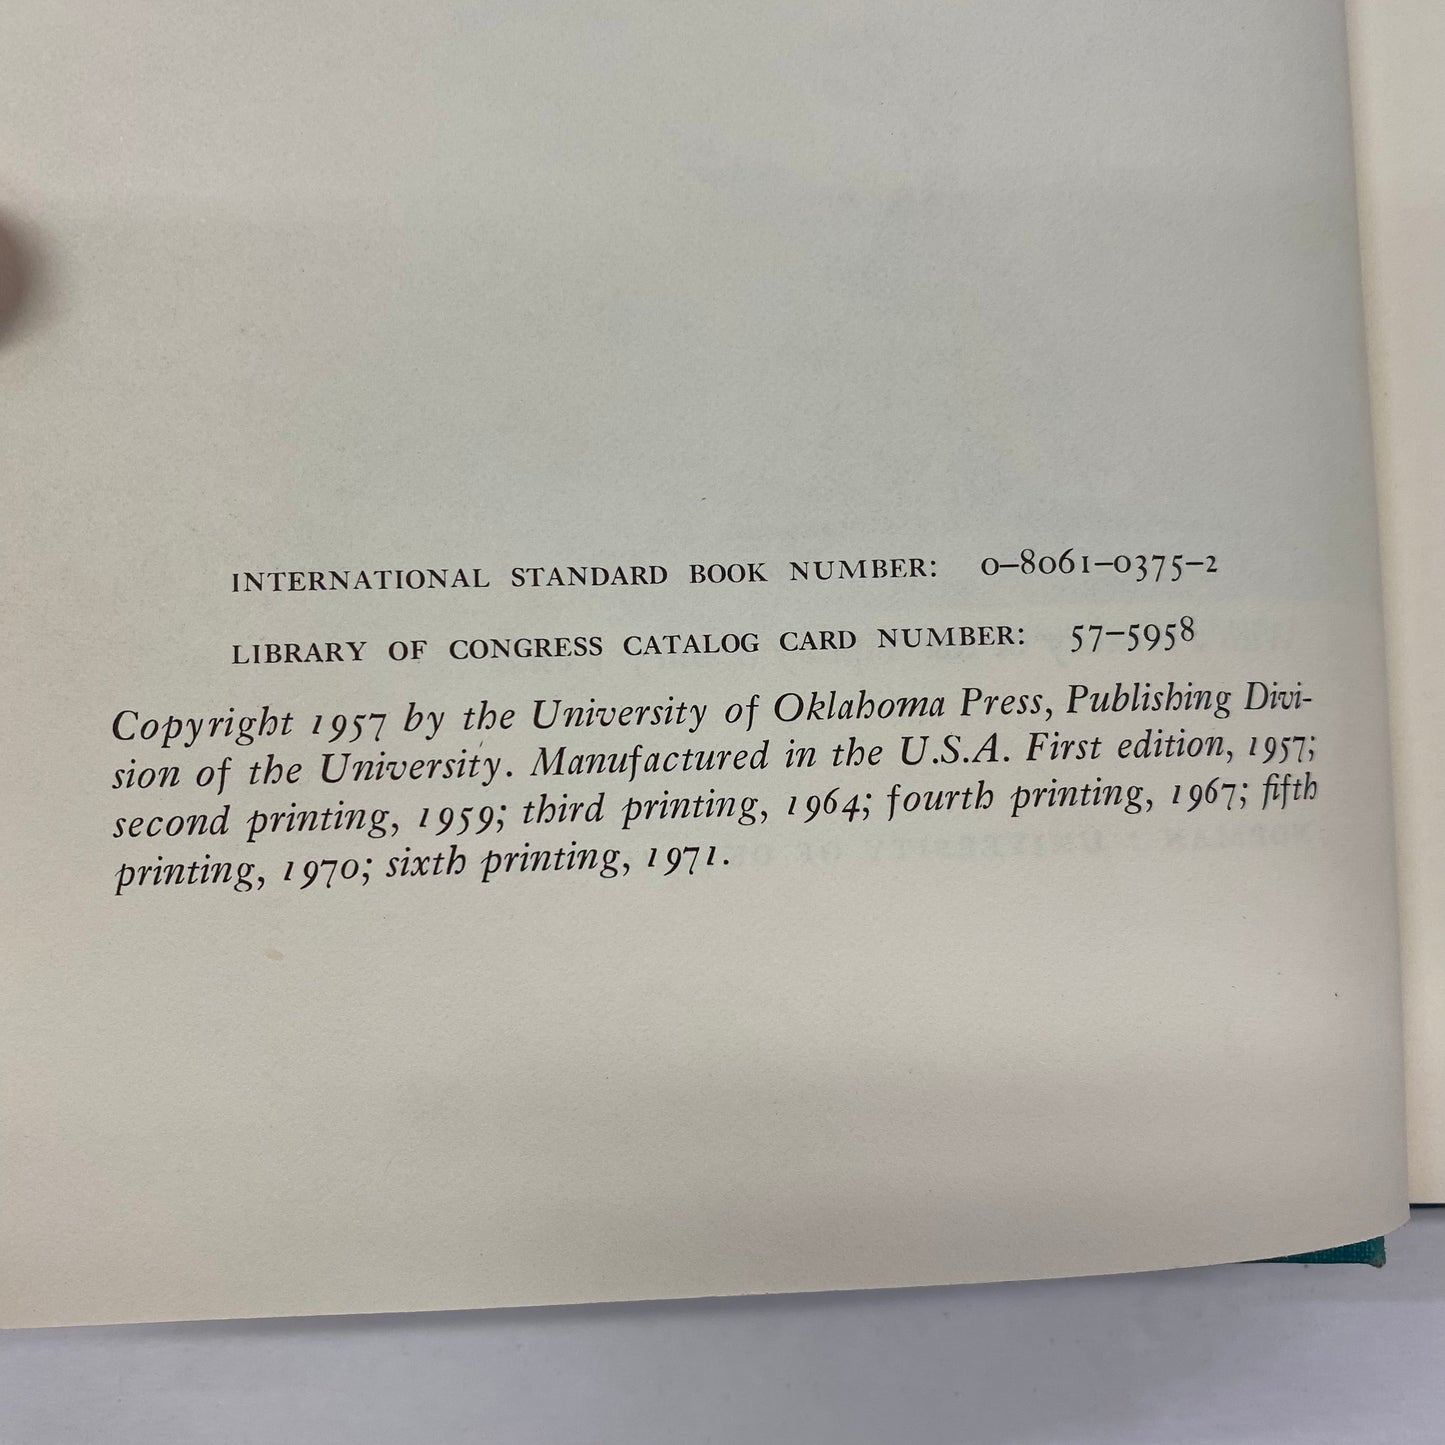 INTERNATIONAL STANDARD BOOK NUMBER: 0–8061–0375–2
LIBRARY OF CONGRESS CATALOG CARD NUMBER: 57–5958
Copyright 1957 by the University of Oklahoma Press, Publishing Divi-
sion of the University. Manufactured in the U.S.A. First edition, 1957;
second printing, 1959; third printing, 1964; fourth printing, 1967; fifth
printing, 1970; sixth printing, 1971.